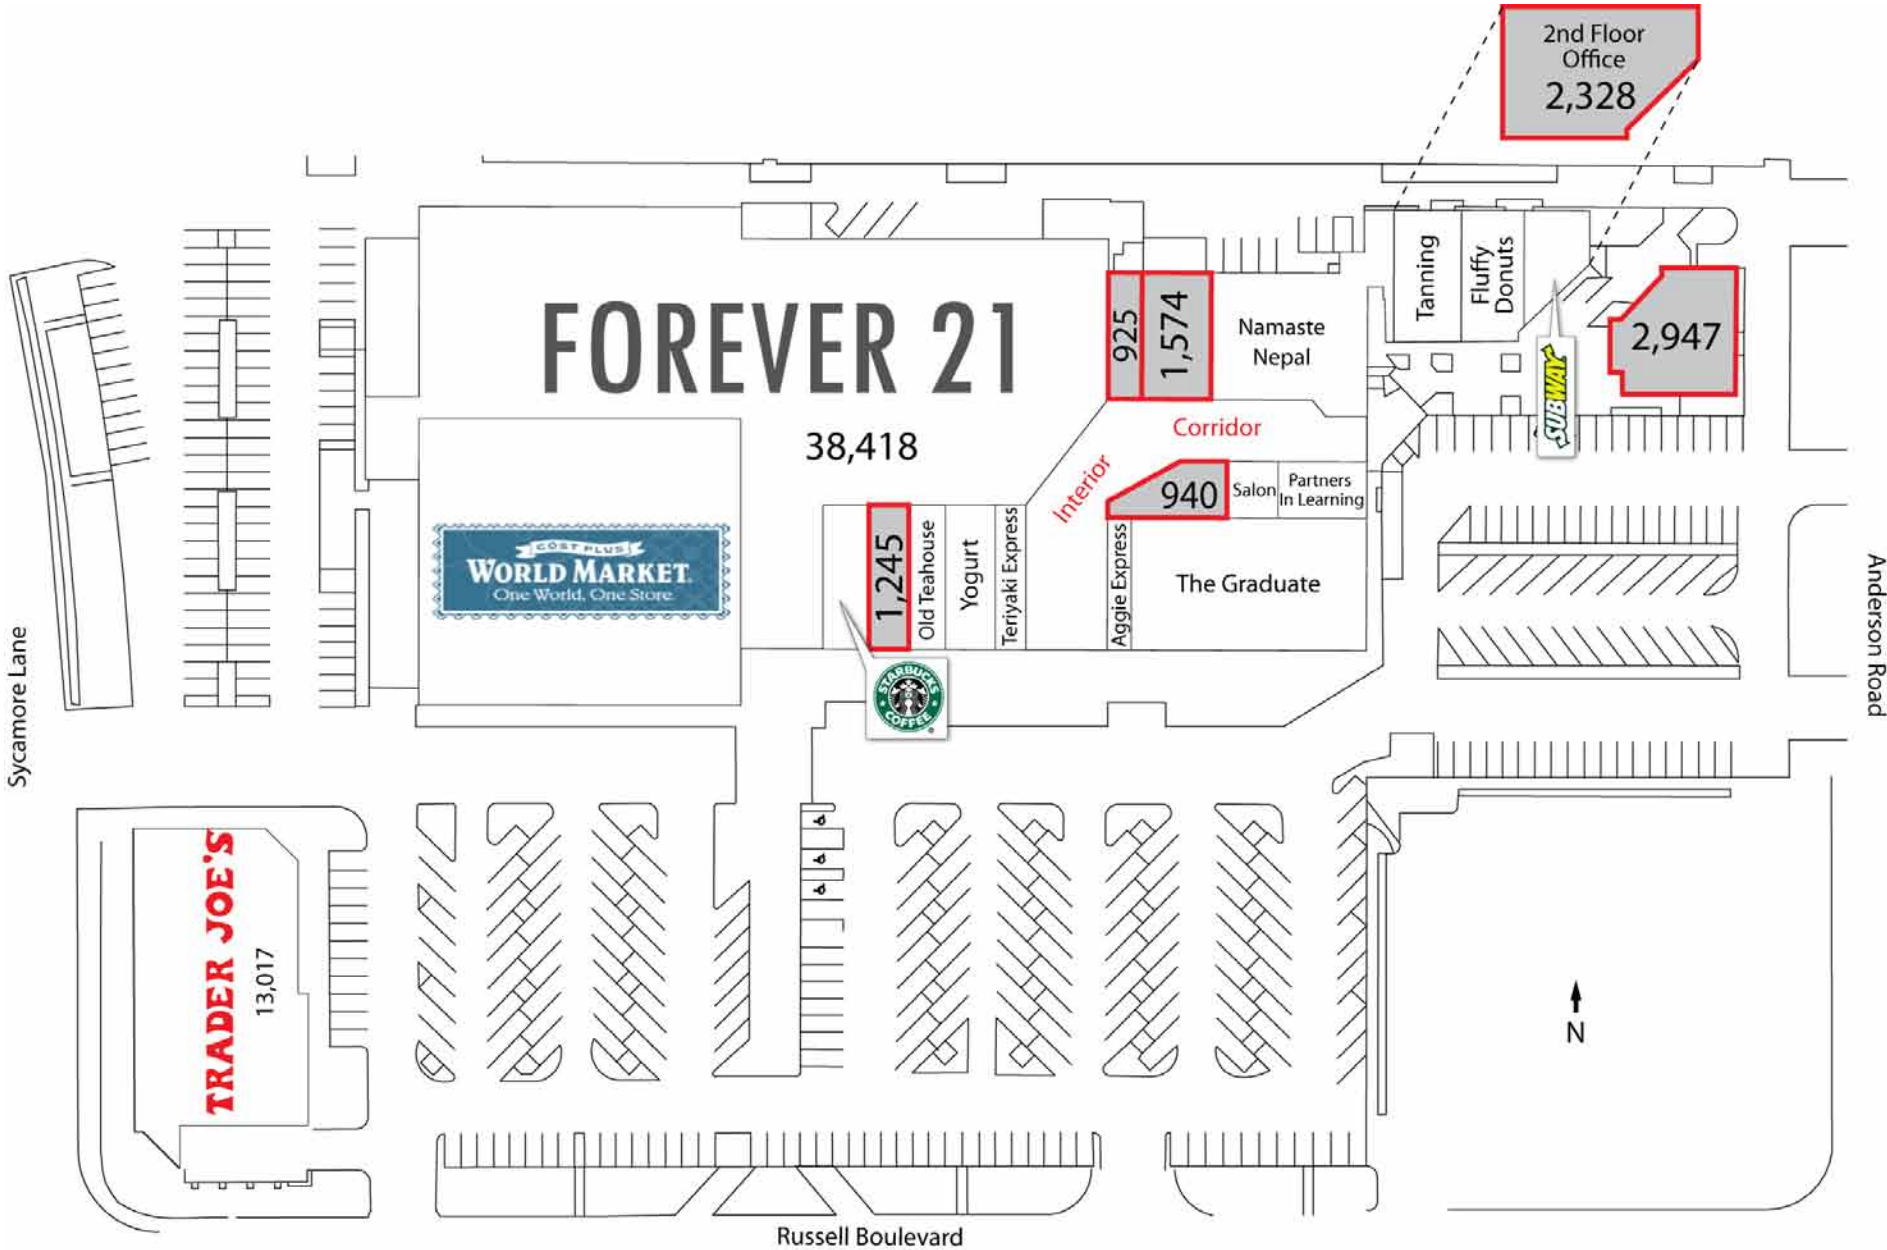 2nd Floor
Office
2,328
Tanning
Fluffy
Donuts
FOREVER 21
925
1,574
Namaste
Nepal
2,947
SUBWAY
Corridor
38,418
Interior
940
Salon
Partners
In Learning
1,245
Old Teahouse
Yogurt
Teriyaki Express
Aggie Express
The Graduate
COST PLUS
WORLD MARKET.
One World. One Store.
STARBUCKS
COFFEE
®
Sycamore Lane
Anderson Road
TRADER JOE'S
13,017
N
Russell Boulevard